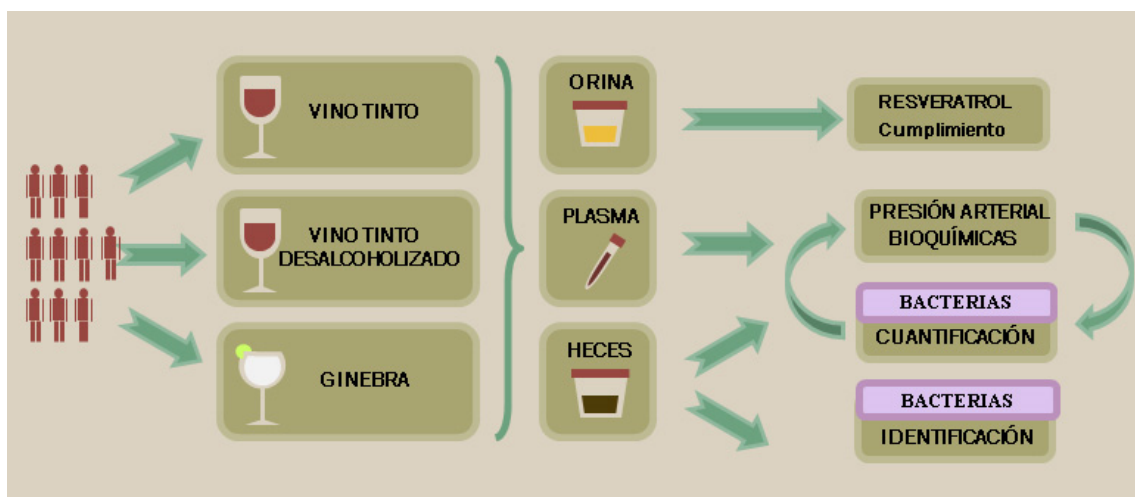 VINO TINTO
VINO TINTO
DESALCOHOLIZADO
GINEBRA
ORINA
PLASMA
HECES
RESVERATROL
Cumplimiento
PRESIÓN ARTERIAL
BIOQUÍMICAS
BACTERIAS
CUANTIFICACIÓN
BACTERIAS
IDENTIFICACIÓN